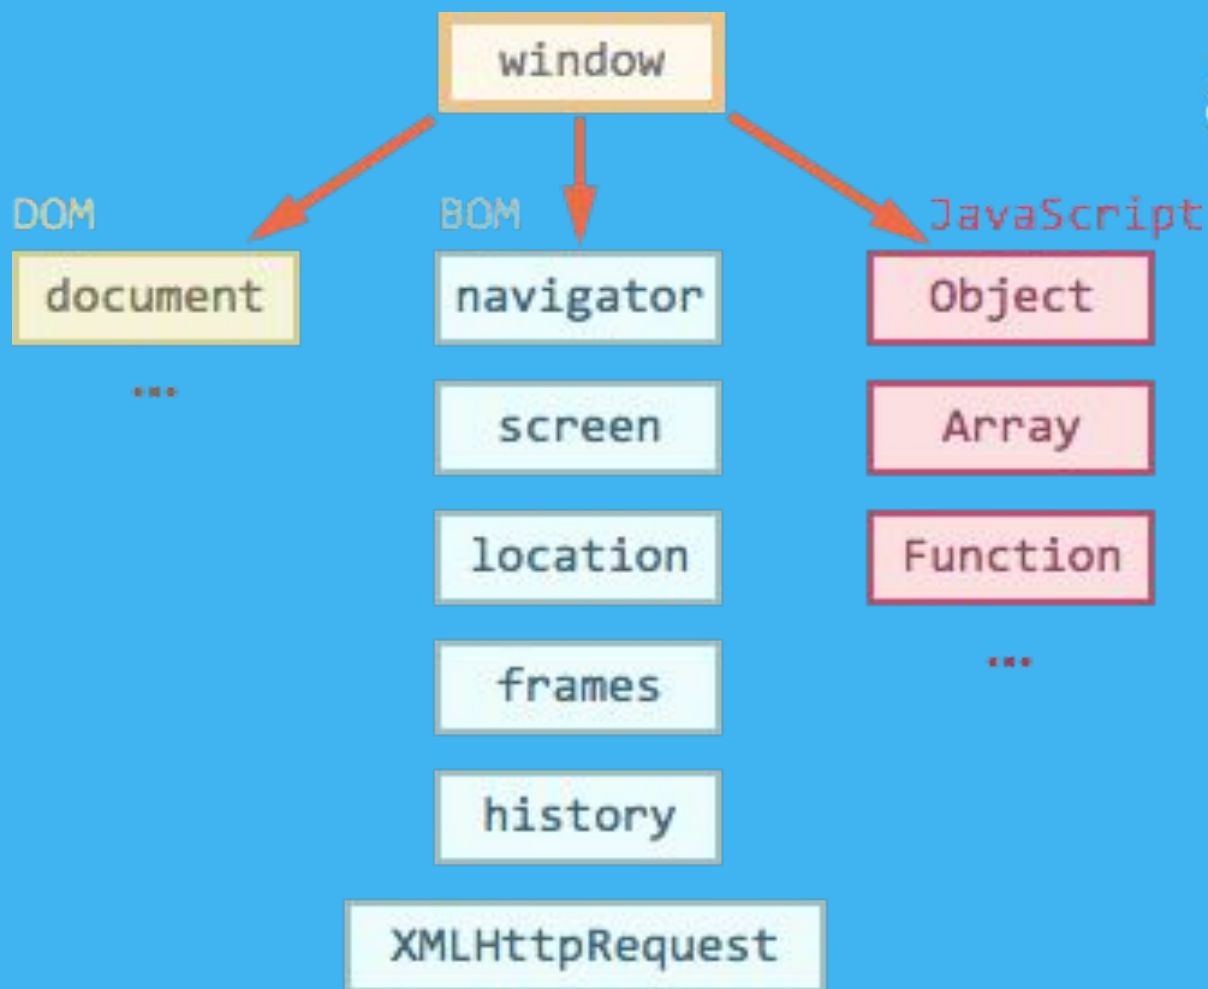 window
DOM
BOM
JavaScript
document
navigator
Object
...
screen
Array
location
Function
frames
...
history
XMLHttpRequest